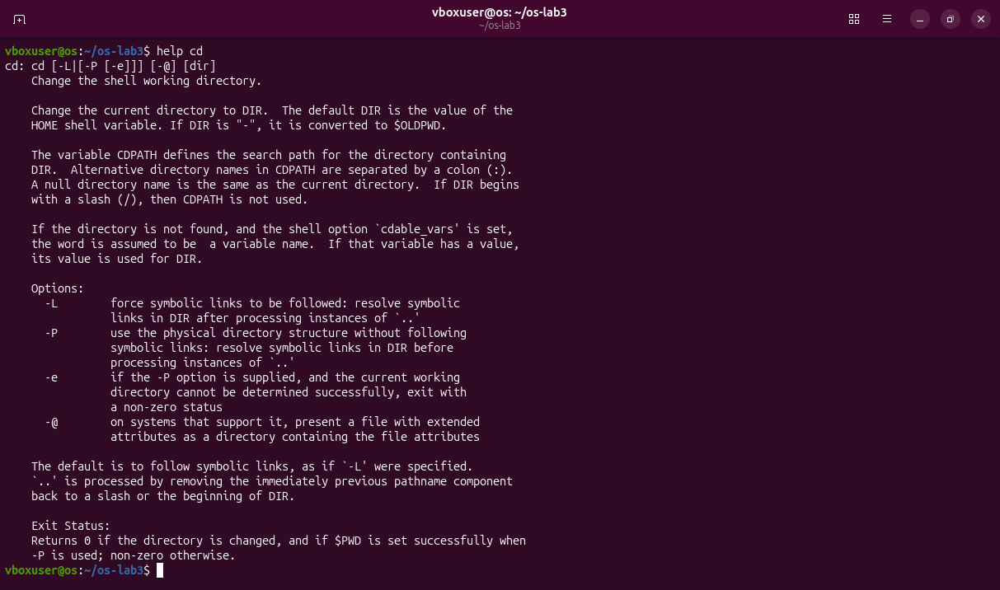 vboxuser@os: ~/os-lab3
~/os-lab3
vboxuser@os:~/os-lab3$ help cd
cd: cd [-L|[-P [-e]]] [-@] [dir]
    Change the shell working directory.

    Change the current directory to DIR.  The default DIR is the value of the
    HOME shell variable. If DIR is "-", it is converted to $OLDPWD.

    The variable CDPATH defines the search path for the directory containing
    DIR.  Alternative directory names in CDPATH are separated by a colon (:).
    A null directory name is the same as the current directory.  If DIR begins
    with a slash (/), then CDPATH is not used.

    If the directory is not found, and the shell option `cdable_vars' is set,
    the word is assumed to be  a variable name.  If that variable has a value,
    its value is used for DIR.

    Options:
      -L        force symbolic links to be followed: resolve symbolic
                links in DIR after processing instances of `..'
      -P        use the physical directory structure without following
                symbolic links: resolve symbolic links in DIR before
                processing instances of `..'
      -e        if the -P option is supplied, and the current working
                directory cannot be determined successfully, exit with
                a non-zero status
      -@        on systems that support it, present a file with extended
                attributes as a directory containing the file attributes

    The default is to follow symbolic links, as if `-L' were specified.
    `..' is processed by removing the immediately previous pathname component
    back to a slash or the beginning of DIR.

    Exit Status:
    Returns 0 if the directory is changed, and if $PWD is set successfully when
    -P is used; non-zero otherwise.
vboxuser@os:~/os-lab3$